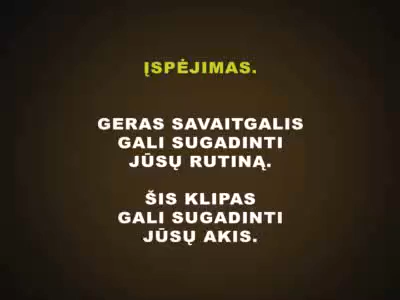 ĮSPĖJIMAS.
GERAS SAVAITGALIS
GALI SUGADINTI
JŪSŲ RUTINĄ.
ŠIS KLIPAS
GALI SUGADINTI
JŪSŲ AKIS.